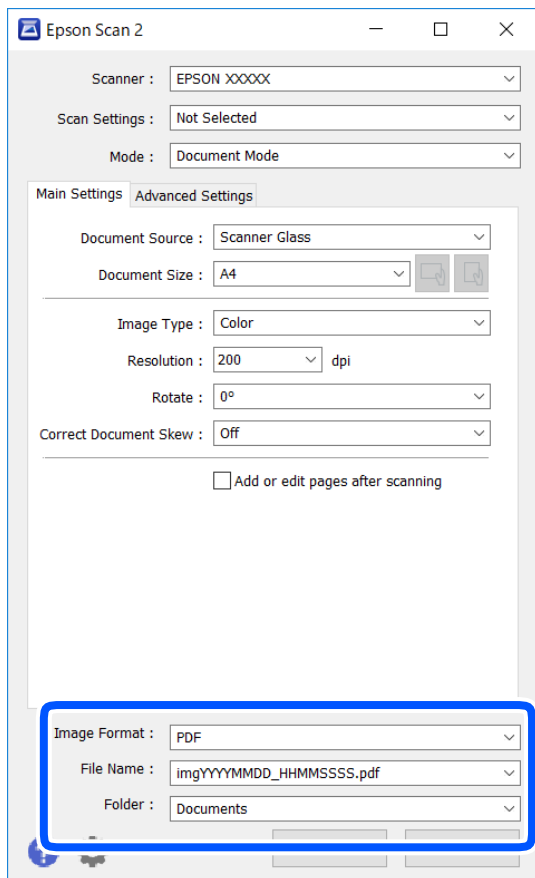 Epson Scan 2
Scanner : EPSON XXXXX
Scan Settings : Not Selected
Mode : Document Mode
Main Settings Advanced Settings
Document Source : Scanner Glass
Document Size : A4
Image Type : Color
Resolution : 200 dpi
Rotate : 0°
Correct Document Skew : Off
Add or edit pages after scanning
Image Format : PDF
File Name : imgYYYYMMDD_HHMMSSSS.pdf
Folder : Documents